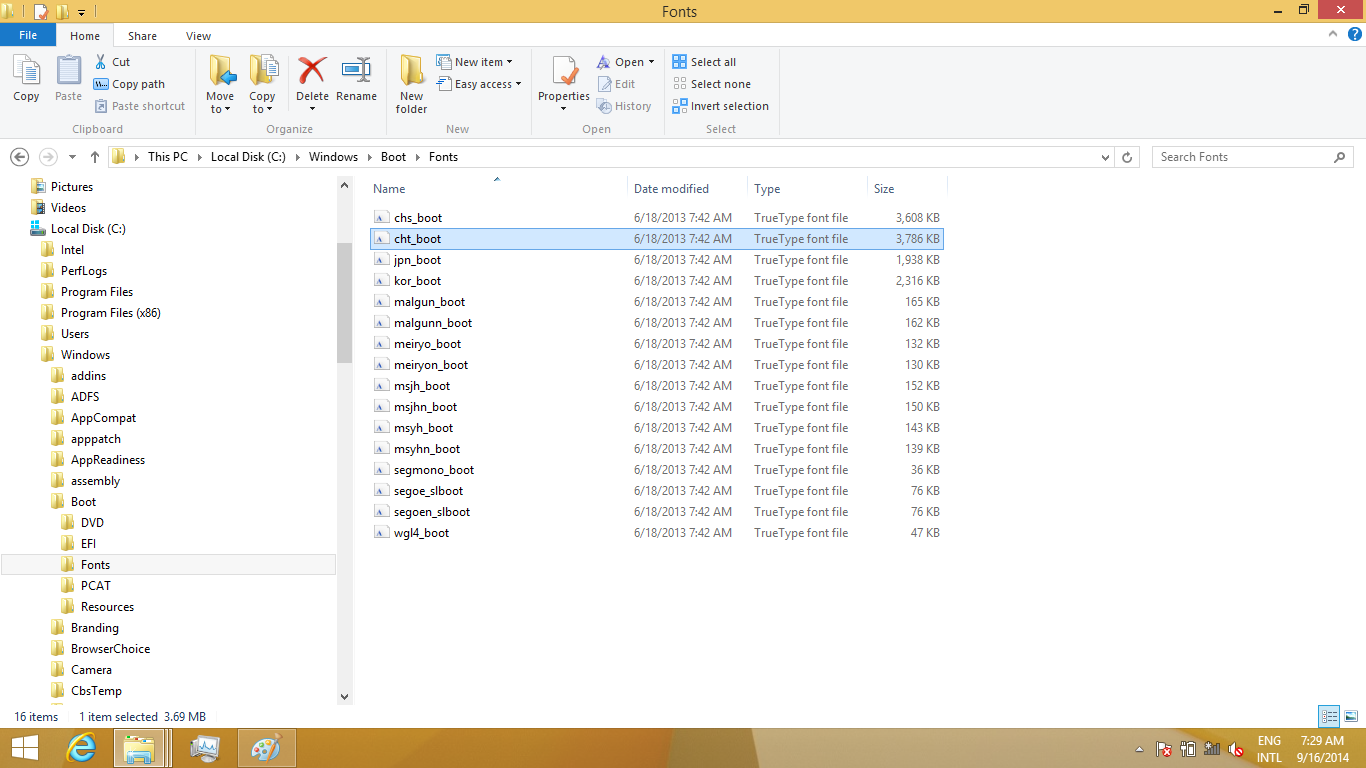 Fonts
File Home Share View
Copy
Paste
Cut
Copy path
Paste shortcut
Clipboard
Move to
Copy to
Delete
Rename
Organize
New folder
New item
Easy access
New
Properties
Open
Edit
History
Open
Select all
Select none
Invert selection
Select
This PC Local Disk (C:) Windows Boot Fonts
Search Fonts
Pictures
Videos
Local Disk (C:)
Intel
PerfLogs
Program Files
Program Files (x86)
Users
Windows
addins
ADFS
AppCompat
apppatch
AppReadiness
assembly
Boot
DVD
EFI
Fonts
PCAT
Resources
Branding
BrowserChoice
Camera
CbsTemp
Name Date modified Type Size
chs_boot 6/18/2013 7:42 AM TrueType font file 3,608 KB
cht_boot 6/18/2013 7:42 AM TrueType font file 3,786 KB
jpn_boot 6/18/2013 7:42 AM TrueType font file 1,938 KB
kor_boot 6/18/2013 7:42 AM TrueType font file 2,316 KB
malgun_boot 6/18/2013 7:42 AM TrueType font file 165 KB
malgunn_boot 6/18/2013 7:42 AM TrueType font file 162 KB
meiryo_boot 6/18/2013 7:42 AM TrueType font file 132 KB
meiryon_boot 6/18/2013 7:42 AM TrueType font file 130 KB
msjh_boot 6/18/2013 7:42 AM TrueType font file 152 KB
msjhn_boot 6/18/2013 7:42 AM TrueType font file 150 KB
msyh_boot 6/18/2013 7:42 AM TrueType font file 143 KB
msyhn_boot 6/18/2013 7:42 AM TrueType font file 139 KB
segmono_boot 6/18/2013 7:42 AM TrueType font file 36 KB
segoe_slboot 6/18/2013 7:42 AM TrueType font file 76 KB
segoen_slboot 6/18/2013 7:42 AM TrueType font file 76 KB
wgl4_boot 6/18/2013 7:42 AM TrueType font file 47 KB
16 items 1 item selected 3.69 MB
ENG 7:29 AM
INTL 9/16/2014